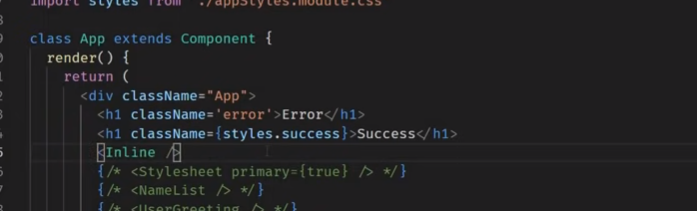 import styles from './appStyles.module.css'
class App extends Component {
render() {
return (
<div className="App">
<h1 className='error'>Error</h1>
<h1 className={styles.success}>Success</h1>
<Inline />
{/* <Stylesheet primary={true} /> */}
{/* <NameList /> */}
{/* <UserGreeting /> */}